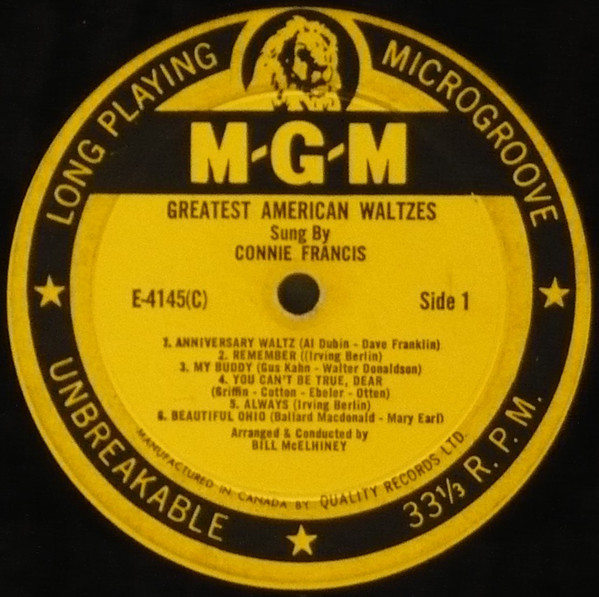 LONG PLAYING
MICROGROOVE
M-G-M
GREATEST AMERICAN WALTZES
Sung By
CONNIE FRANCIS
E-4145(C)
Side 1
1. ANNIVERSARY WALTZ (Al Dubin - Dave Franklin)
2. REMEMBER ((Irving Berlin)
3. MY BUDDY (Gus Kahn - Walter Donaldson)
4. YOU CAN'T BE TRUE, DEAR
(Griffin - Cotton - Ebeler - Otten)
5. ALWAYS (Irving Berlin)
6. BEAUTIFUL OHIO (Ballard Macdonald - Mary Earl)
Arranged & Conducted by
BILL McELHINEY
MANUFACTURED IN CANADA BY QUALITY RECORDS LTD.
UNBREAKABLE
33⅓ R.P.M.